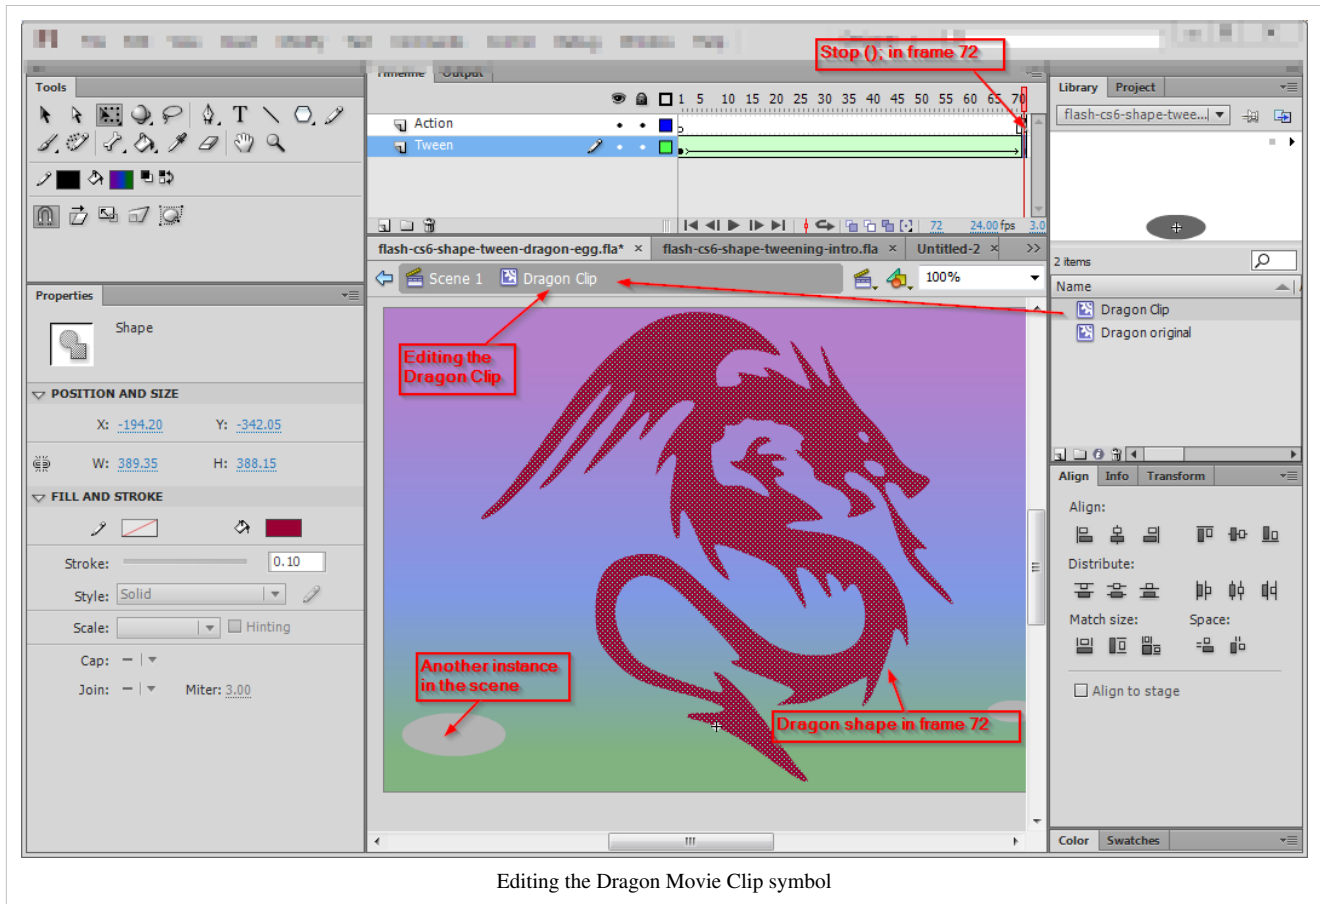 Stop (); in frame 72
Tools
Timeline Output
1 5 10 15 20 25 30 35 40 45 50 55 60 65 70
Action
Tween
72 24.00 fps 3.0
Library Project
flash-cs6-shape-twee...
2 items
Name
Dragon Clip
Dragon original
flash-cs6-shape-tween-dragon-egg.fla* × flash-cs6-shape-tweening-intro.fla × Untitled-2 × >>
Scene 1 Dragon Clip 100%
Properties
Shape
POSITION AND SIZE
X: -194.20 Y: -342.05
W: 389.35 H: 388.15
FILL AND STROKE
Stroke: 0.10
Style: Solid
Scale: Hinting
Cap: –
Join: – Miter: 3.00
Editing the
Dragon Clip
Another instance
in the scene
Dragon shape in frame 72
Align Info Transform
Align:
Distribute:
Match size: Space:
Align to stage
Color Swatches
Editing the Dragon Movie Clip symbol